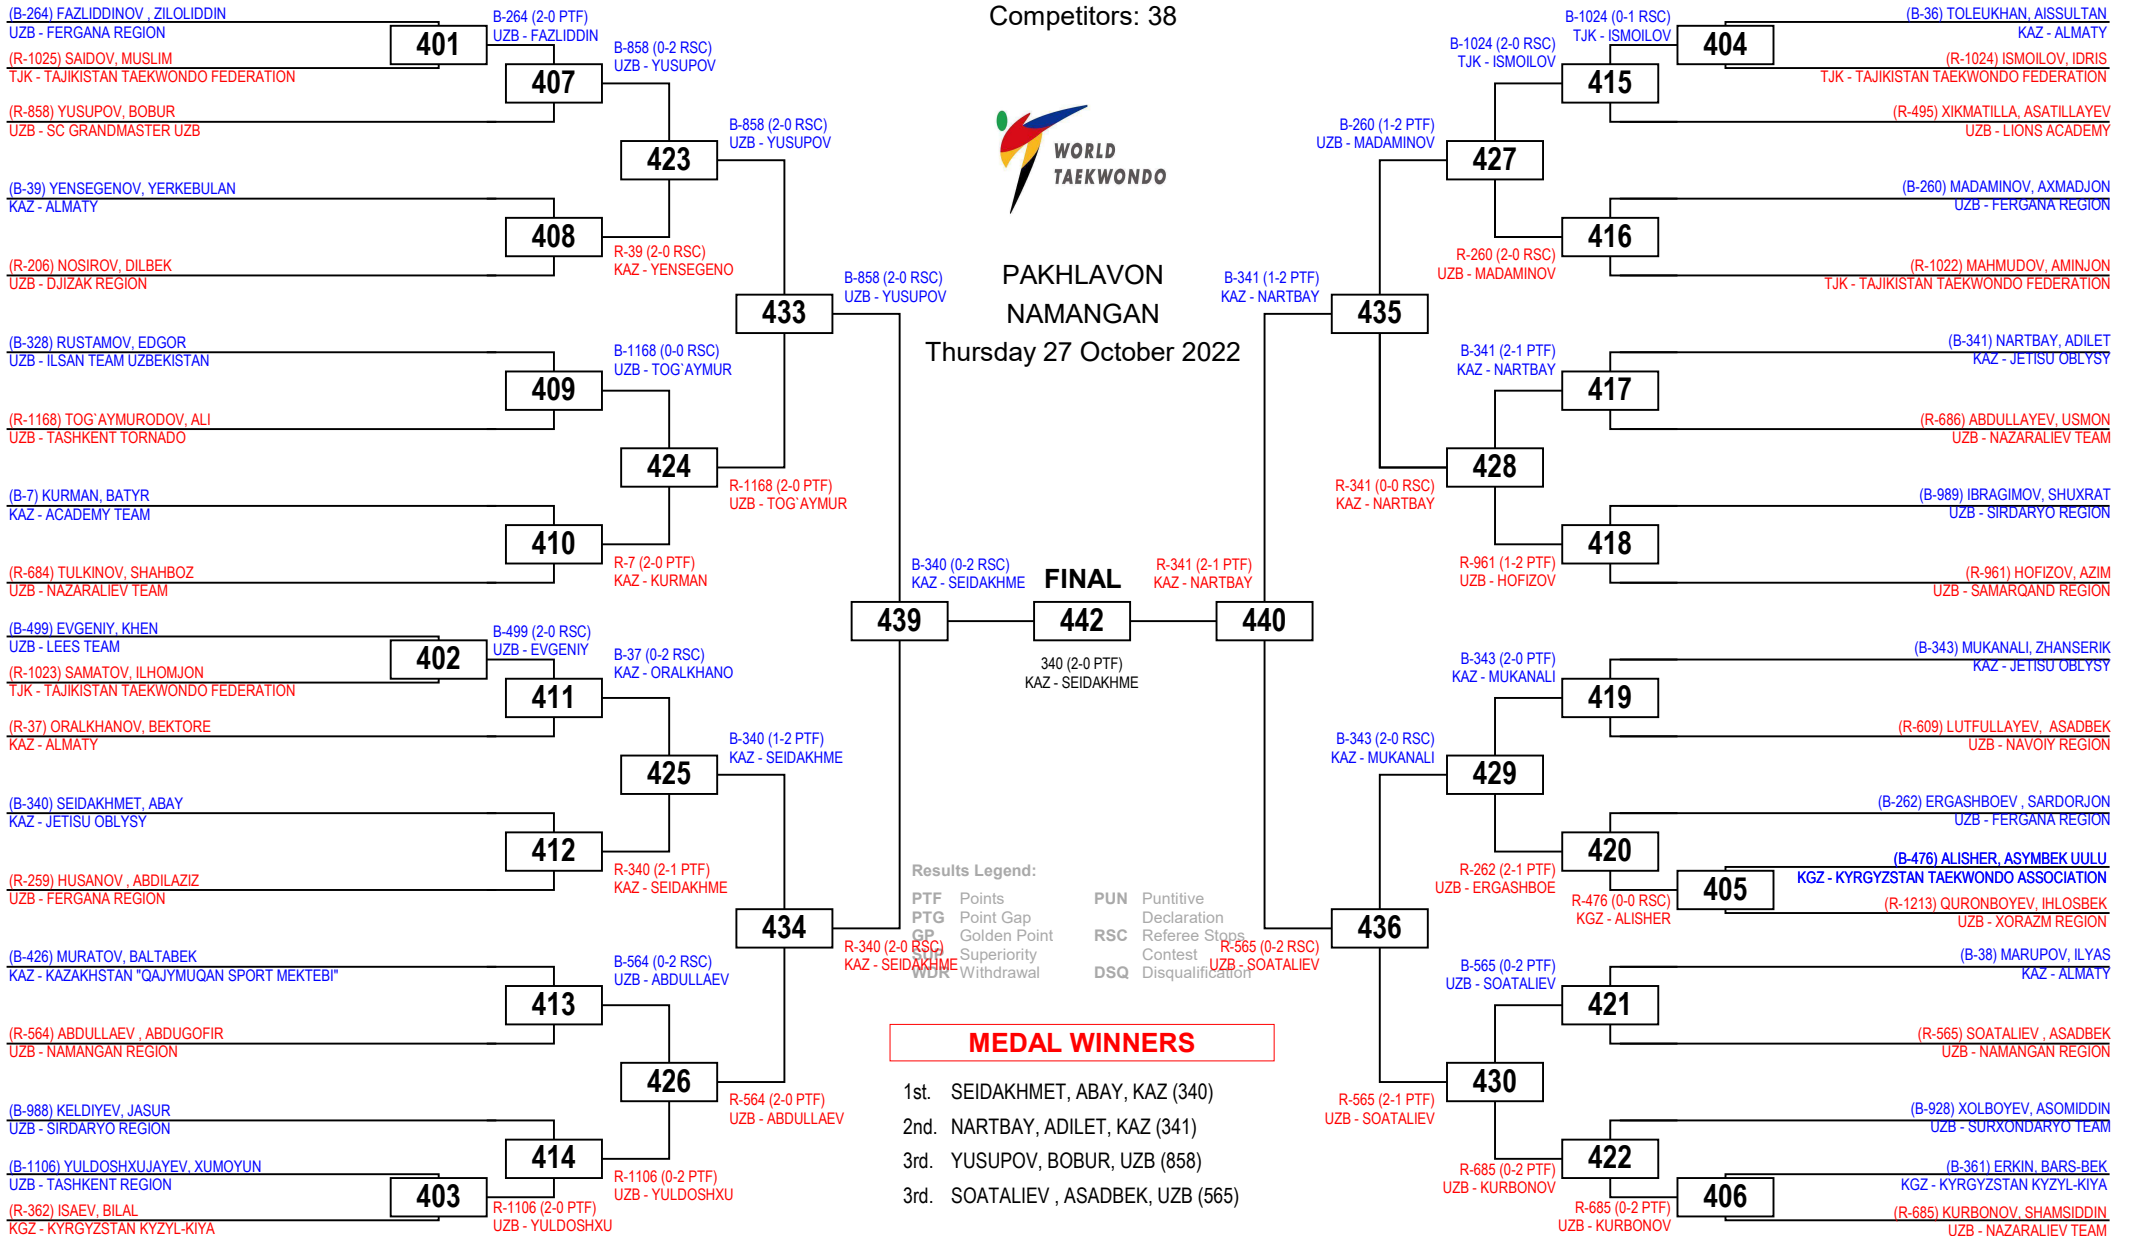 Competitors: 38
WORLD
TAEKWONDO
PAKHLAVON
NAMANGAN
Thursday 27 October 2022
(B-264) FAZLIDDINOV , ZILOLIDDIN
UZB - FERGANA REGION
(R-1025) SAIDOV, MUSLIM
TJK - TAJIKISTAN TAEKWONDO FEDERATION
401
B-264 (2-0 PTF)
UZB - FAZLIDDIN
(R-858) YUSUPOV, BOBUR
UZB - SC GRANDMASTER UZB
407
B-858 (0-2 RSC)
UZB - YUSUPOV
(B-39) YENSEGENOV, YERKEBULAN
KAZ - ALMATY
(R-206) NOSIROV, DILBEK
UZB - DJIZAK REGION
408
R-39 (2-0 RSC)
KAZ - YENSEGENO
423
B-858 (2-0 RSC)
UZB - YUSUPOV
(B-328) RUSTAMOV, EDGOR
UZB - ILSAN TEAM UZBEKISTAN
(R-1168) TOG`AYMURODOV, ALI
UZB - TASHKENT TORNADO
409
B-1168 (0-0 RSC)
UZB - TOG`AYMUR
(B-7) KURMAN, BATYR
KAZ - ACADEMY TEAM
(R-684) TULKINOV, SHAHBOZ
UZB - NAZARALIEV TEAM
410
R-7 (2-0 PTF)
KAZ - KURMAN
424
R-1168 (2-0 PTF)
UZB - TOG`AYMUR
433
B-858 (2-0 RSC)
UZB - YUSUPOV
(B-499) EVGENIY, KHEN
UZB - LEES TEAM
(R-1023) SAMATOV, ILHOMJON
TJK - TAJIKISTAN TAEKWONDO FEDERATION
402
B-499 (2-0 RSC)
UZB - EVGENIY
(R-37) ORALKHANOV, BEKTORE
KAZ - ALMATY
411
B-37 (0-2 RSC)
KAZ - ORALKHANO
(B-340) SEIDAKHMET, ABAY
KAZ - JETISU OBLYSY
(R-259) HUSANOV , ABDILAZIZ
UZB - FERGANA REGION
412
R-340 (2-1 PTF)
KAZ - SEIDAKHME
425
B-340 (1-2 PTF)
KAZ - SEIDAKHME
(B-426) MURATOV, BALTABEK
KAZ - KAZAKHSTAN "QAJYMUQAN SPORT MEKTEBI"
(R-564) ABDULLAEV , ABDUGOFIR
UZB - NAMANGAN REGION
413
B-564 (0-2 RSC)
UZB - ABDULLAEV
(B-988) KELDIYEV, JASUR
UZB - SIRDARYO REGION
(B-1106) YULDOSHXUJAYEV, XUMOYUN
UZB - TASHKENT REGION
(R-362) ISAEV, BILAL
KGZ - KYRGYZSTAN KYZYL-KIYA
403
R-1106 (2-0 PTF)
UZB - YULDOSHXU
414
R-1106 (0-2 PTF)
UZB - YULDOSHXU
426
R-564 (2-0 PTF)
UZB - ABDULLAEV
434
R-340 (2-0 RSC)
KAZ - SEIDAKHME
439
B-340 (0-2 RSC)
KAZ - SEIDAKHME
FINAL
442
340 (2-0 PTF)
KAZ - SEIDAKHME
R-341 (2-1 PTF)
KAZ - NARTBAY
440
(B-36) TOLEUKHAN, AISSULTAN
KAZ - ALMATY
(R-1024) ISMOILOV, IDRIS
TJK - TAJIKISTAN TAEKWONDO FEDERATION
404
B-1024 (0-1 RSC)
TJK - ISMOILOV
(R-495) XIKMATILLA, ASATILLAYEV
UZB - LIONS ACADEMY
415
B-1024 (2-0 RSC)
TJK - ISMOILOV
(B-260) MADAMINOV, AXMADJON
UZB - FERGANA REGION
(R-1022) MAHMUDOV, AMINJON
TJK - TAJIKISTAN TAEKWONDO FEDERATION
416
R-260 (2-0 RSC)
UZB - MADAMINOV
427
B-260 (1-2 PTF)
UZB - MADAMINOV
(B-341) NARTBAY, ADILET
KAZ - JETISU OBLYSY
(R-686) ABDULLAYEV, USMON
UZB - NAZARALIEV TEAM
417
B-341 (2-1 PTF)
KAZ - NARTBAY
(B-989) IBRAGIMOV, SHUXRAT
UZB - SIRDARYO REGION
(R-961) HOFIZOV, AZIM
UZB - SAMARQAND REGION
418
R-961 (1-2 PTF)
UZB - HOFIZOV
428
R-341 (0-0 RSC)
KAZ - NARTBAY
435
B-341 (1-2 PTF)
KAZ - NARTBAY
(B-343) MUKANALI, ZHANSERIK
KAZ - JETISU OBLYSY
(R-609) LUTFULLAYEV, ASADBEK
UZB - NAVOIY REGION
419
B-343 (2-0 PTF)
KAZ - MUKANALI
(B-262) ERGASHBOEV , SARDORJON
UZB - FERGANA REGION
(B-476) ALISHER, ASYMBEK UULU
KGZ - KYRGYZSTAN TAEKWONDO ASSOCIATION
(R-1213) QURONBOYEV, IHLOSBEK
UZB - XORAZM REGION
405
R-476 (0-0 RSC)
KGZ - ALISHER
420
R-262 (2-1 PTF)
UZB - ERGASHBOE
429
B-343 (2-0 RSC)
KAZ - MUKANALI
(B-38) MARUPOV, ILYAS
KAZ - ALMATY
(R-565) SOATALIEV , ASADBEK
UZB - NAMANGAN REGION
421
B-565 (0-2 PTF)
UZB - SOATALIEV
(B-928) XOLBOYEV, ASOMIDDIN
UZB - SURXONDARYO TEAM
(B-361) ERKIN, BARS-BEK
KGZ - KYRGYZSTAN KYZYL-KIYA
(R-685) KURBONOV, SHAMSIDDIN
UZB - NAZARALIEV TEAM
406
R-685 (0-2 PTF)
UZB - KURBONOV
422
R-685 (0-2 PTF)
UZB - KURBONOV
430
R-565 (2-1 PTF)
UZB - SOATALIEV
436
R-565 (0-2 RSC)
UZB - SOATALIEV
Results Legend:
PTF Points
PTG Point Gap
GP Golden Point
SUP Superiority
WDR Withdrawal
PUN Puntitive
Declaration
RSC Referee Stops
Contest
DSQ Disqualification
MEDAL WINNERS
1st. SEIDAKHMET, ABAY, KAZ (340)
2nd. NARTBAY, ADILET, KAZ (341)
3rd. YUSUPOV, BOBUR, UZB (858)
3rd. SOATALIEV , ASADBEK, UZB (565)